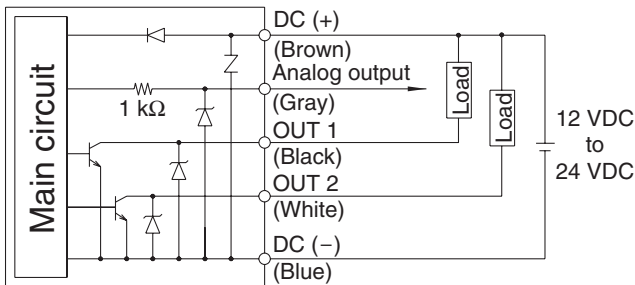 Main circuit
DC (+)
(Brown)
Analog output
1 kΩ
(Gray)
OUT 1
(Black)
OUT 2
(White)
DC (−)
(Blue)
Load
Load
12 VDC
to
24 VDC